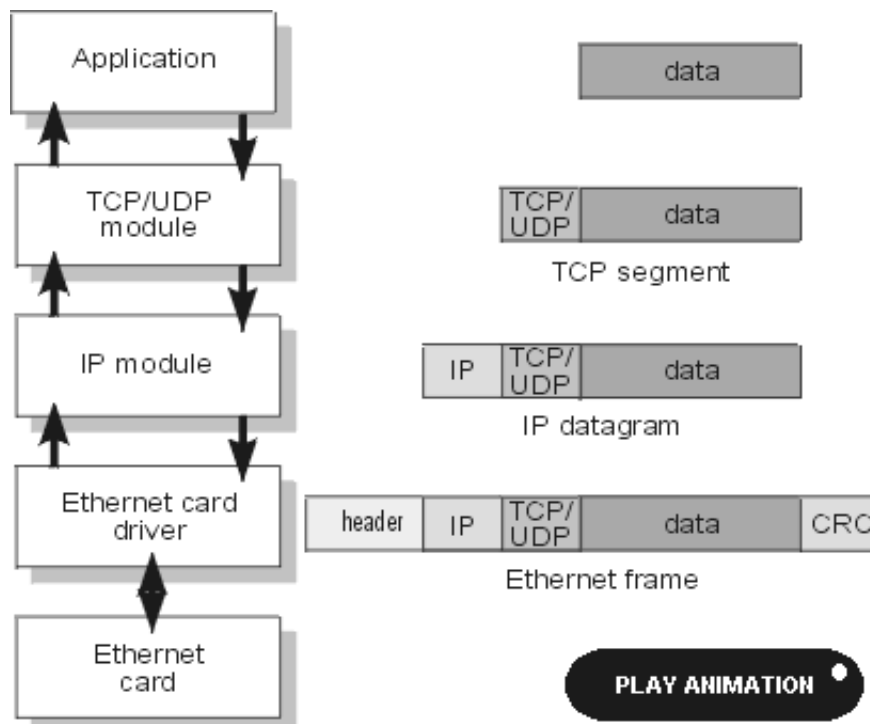 Application
data
TCP/UDP
module
TCP/
UDP
data
TCP segment
IP module
IP
TCP/
UDP
data
IP datagram
Ethernet card
driver
header
IP
TCP/
UDP
data
CRC
Ethernet frame
Ethernet
card
PLAY ANIMATION